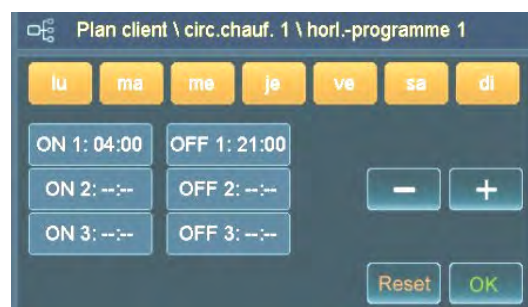 Plan client \ circ.chauf. 1 \ horl.-programme 1
lu ma me je ve sa di
ON 1: 04:00 OFF 1: 21:00
ON 2: --:-- OFF 2: --:--
− +
ON 3: --:-- OFF 3: --:--
Reset OK